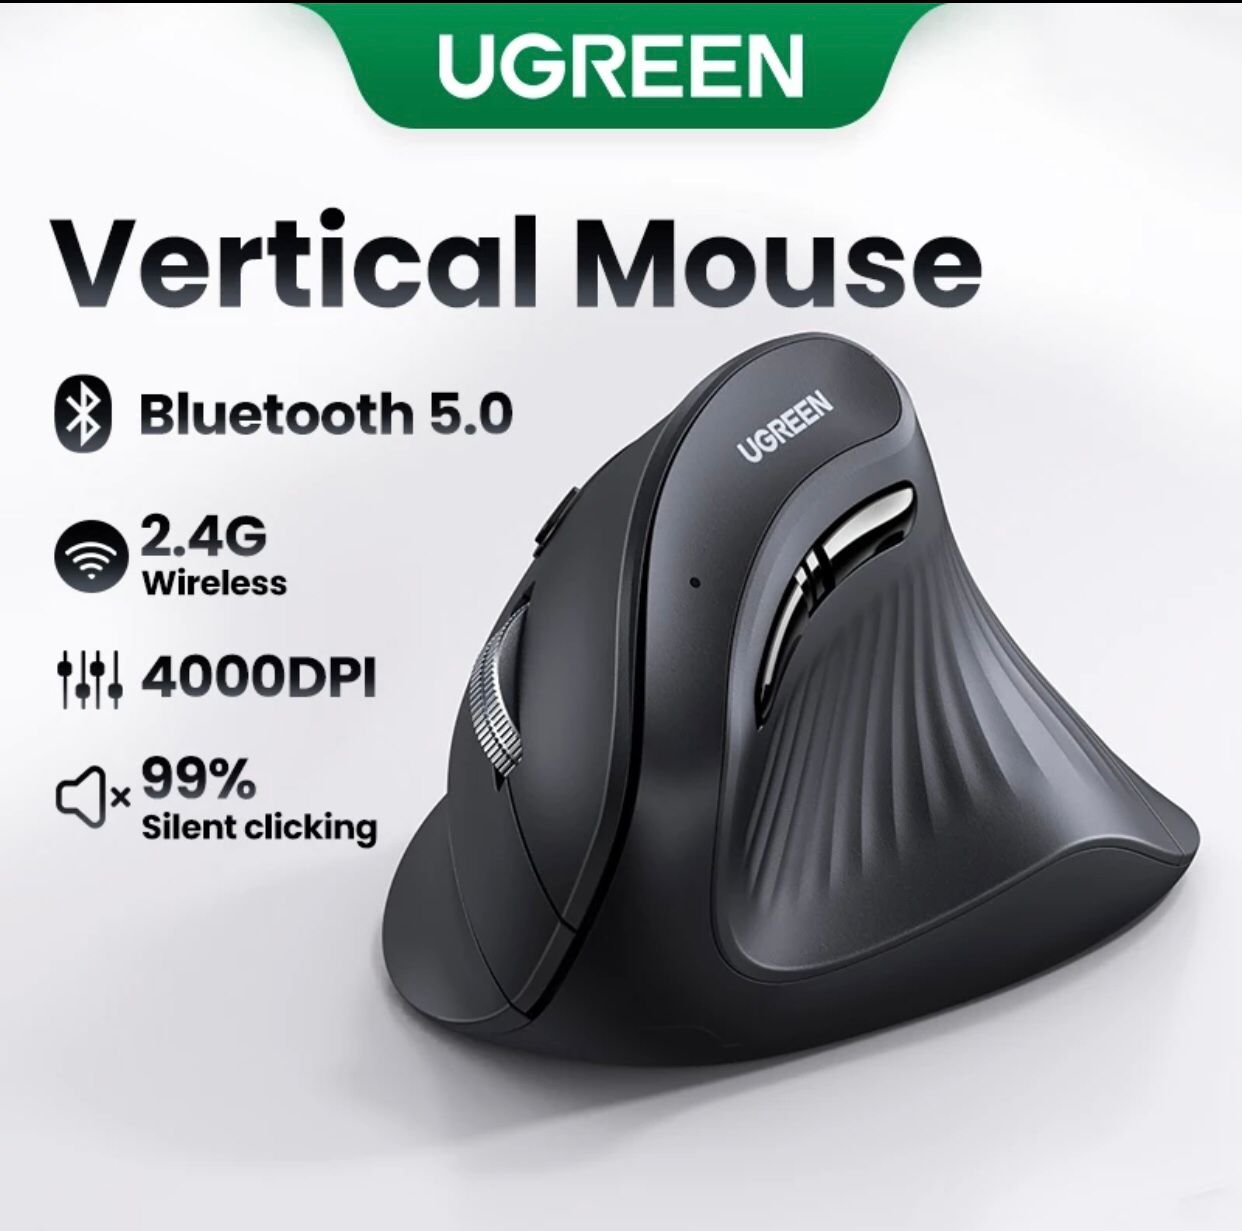 UGREEN
Vertical Mouse
Bluetooth 5.0
2.4G
Wireless
4000DPI
99%
Silent clicking
UGREEN